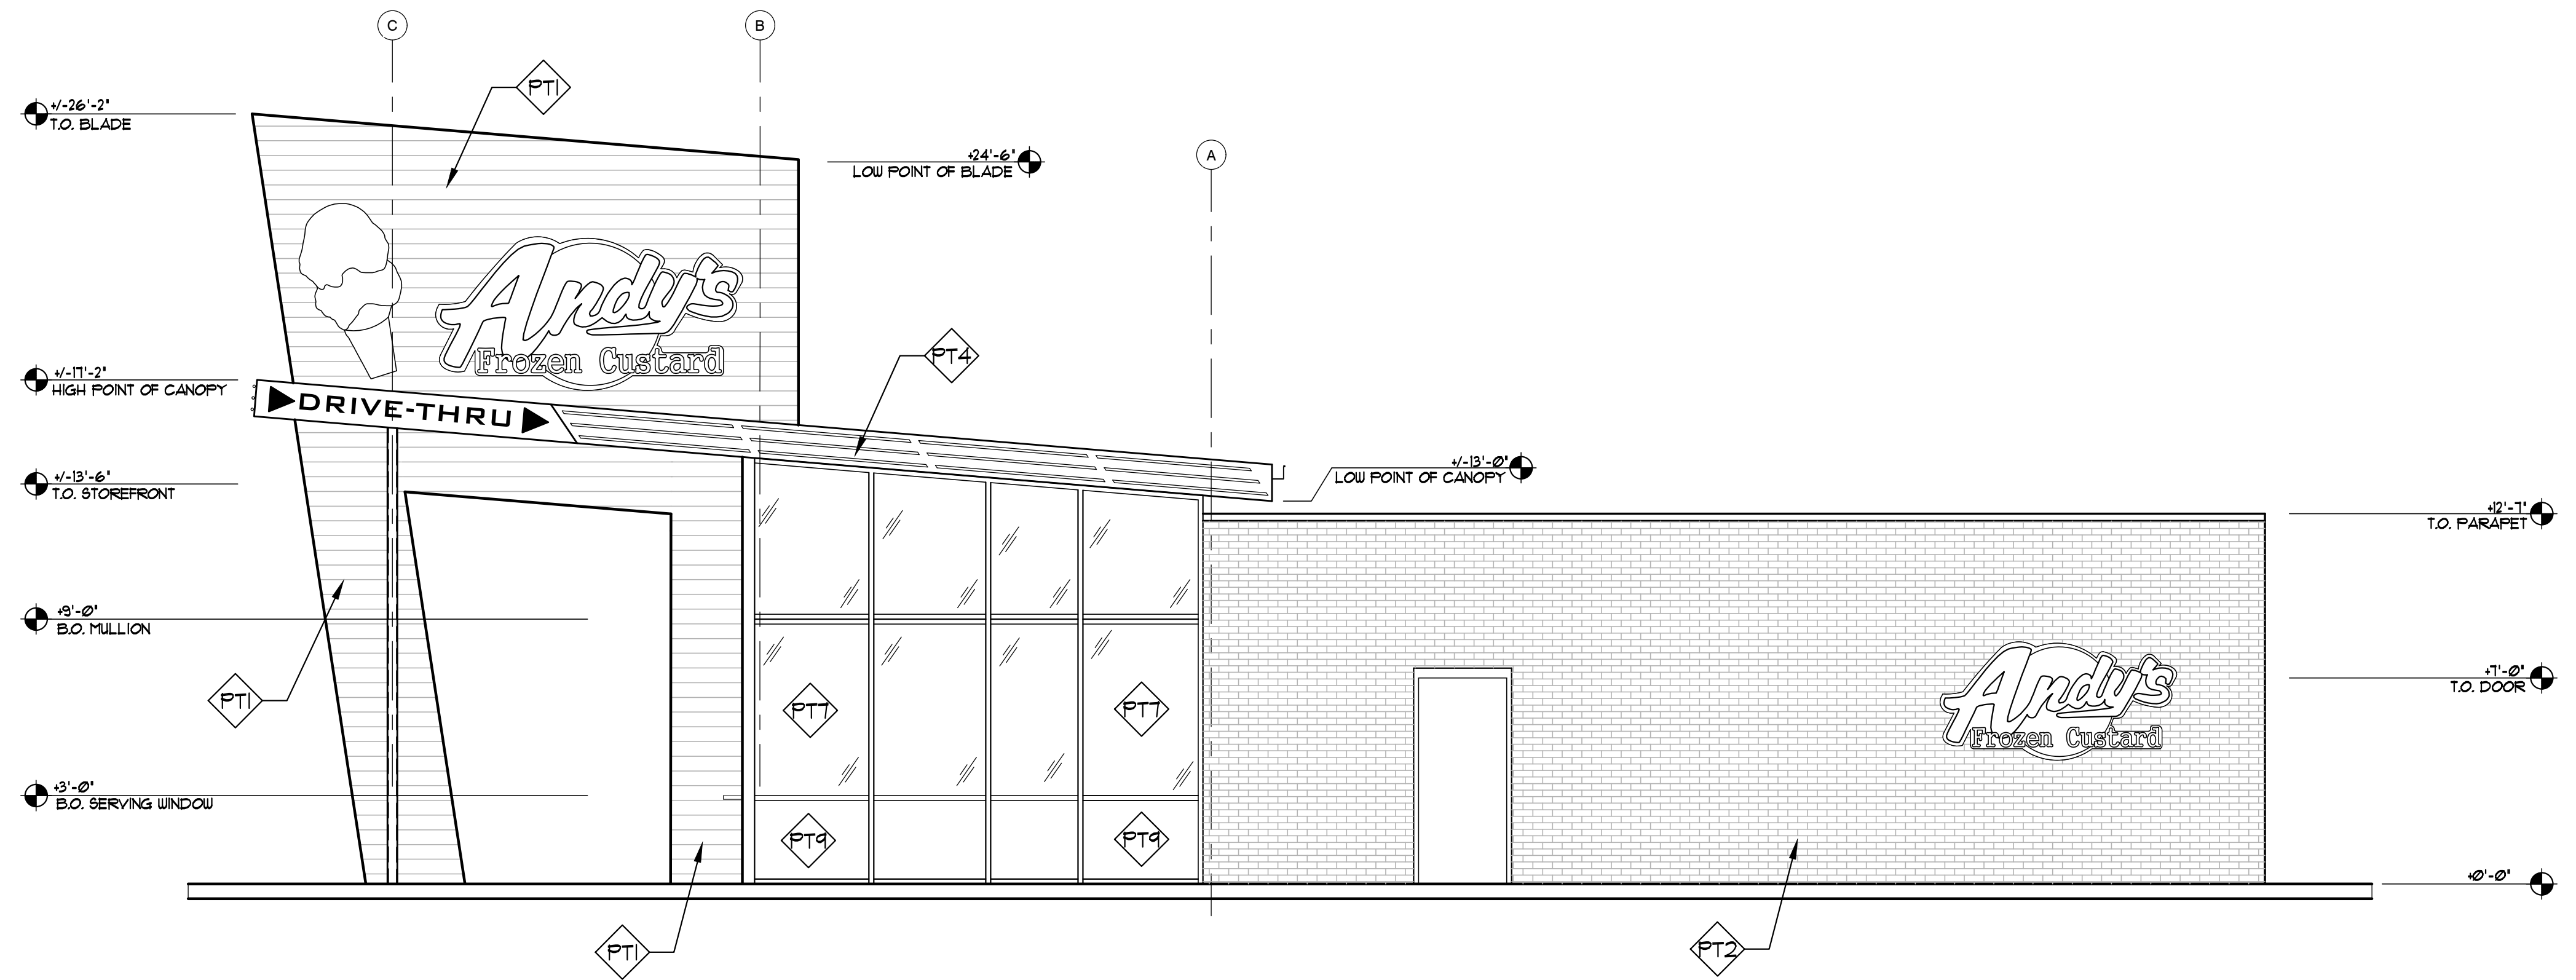 C
B
PT1
+/-26'-2"
T.O. BLADE
+24'-6"
LOW POINT OF BLADE
A
Andy's
Frozen Custard
PT4
+/-17'-2"
HIGH POINT OF CANOPY
DRIVE-THRU
+/-13'-0"
LOW POINT OF CANOPY
+/-13'-6"
T.O. STOREFRONT
+12'-7"
T.O. PARAPET
+9'-0"
B.O. MULLION
+7'-0"
T.O. DOOR
PT1
PT7
PT7
Andy's
Frozen Custard
+3'-0"
B.O. SERVING WINDOW
PT9
PT9
+0'-0"
PT1
PT2